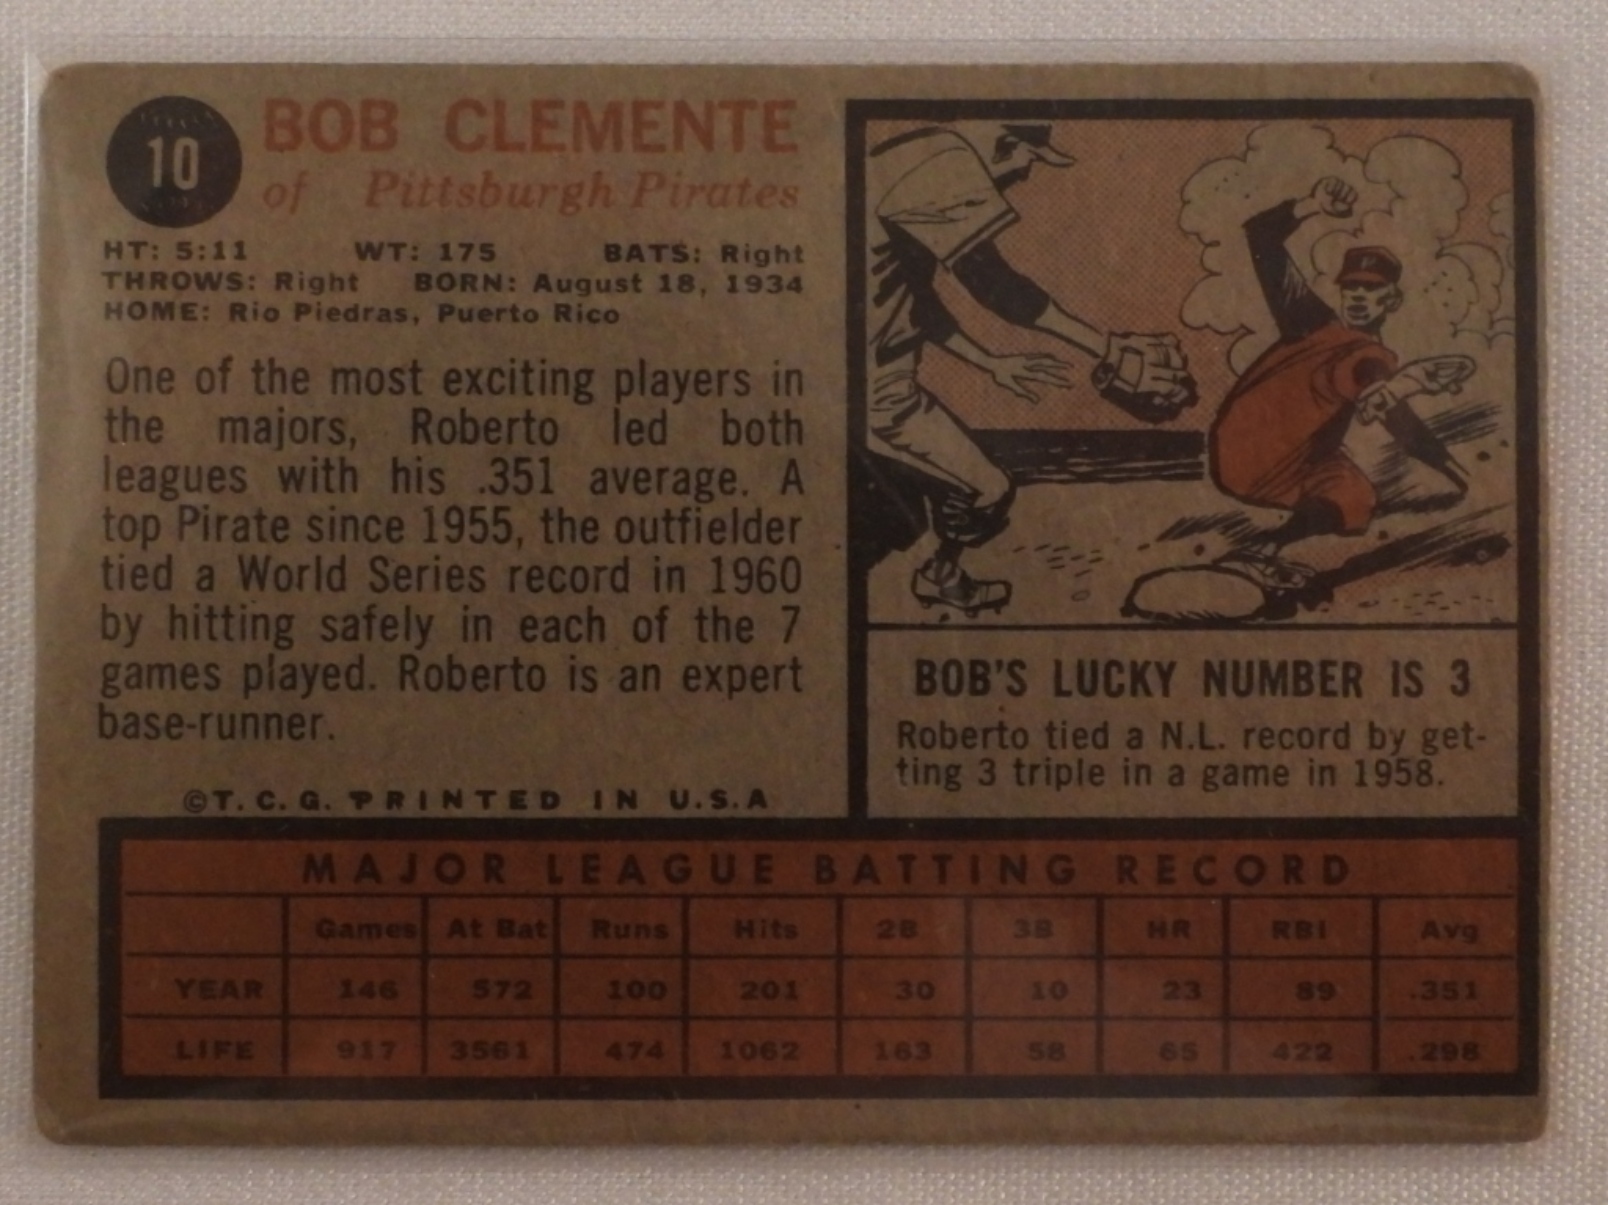 10
BOB CLEMENTE
of Pittsburgh Pirates
HT: 5:11 WT: 175 BATS: Right
THROWS: Right BORN: August 18, 1934
HOME: Rio Piedras, Puerto Rico
One of the most exciting players in
the majors, Roberto led both
leagues with his .351 average. A
top Pirate since 1955, the outfielder
tied a World Series record in 1960
by hitting safely in each of the 7
games played. Roberto is an expert
base-runner.
©T. C. G. PRINTED IN U.S.A
BOB'S LUCKY NUMBER IS 3
Roberto tied a N.L. record by get-
ting 3 triple in a game in 1958.
MAJOR LEAGUE BATTING RECORD
Games At Bat Runs Hits 2B 3B HR RBI Avg
YEAR 146 572 100 201 30 10 23 89 .351
LIFE 917 3561 474 1062 163 58 65 422 .298